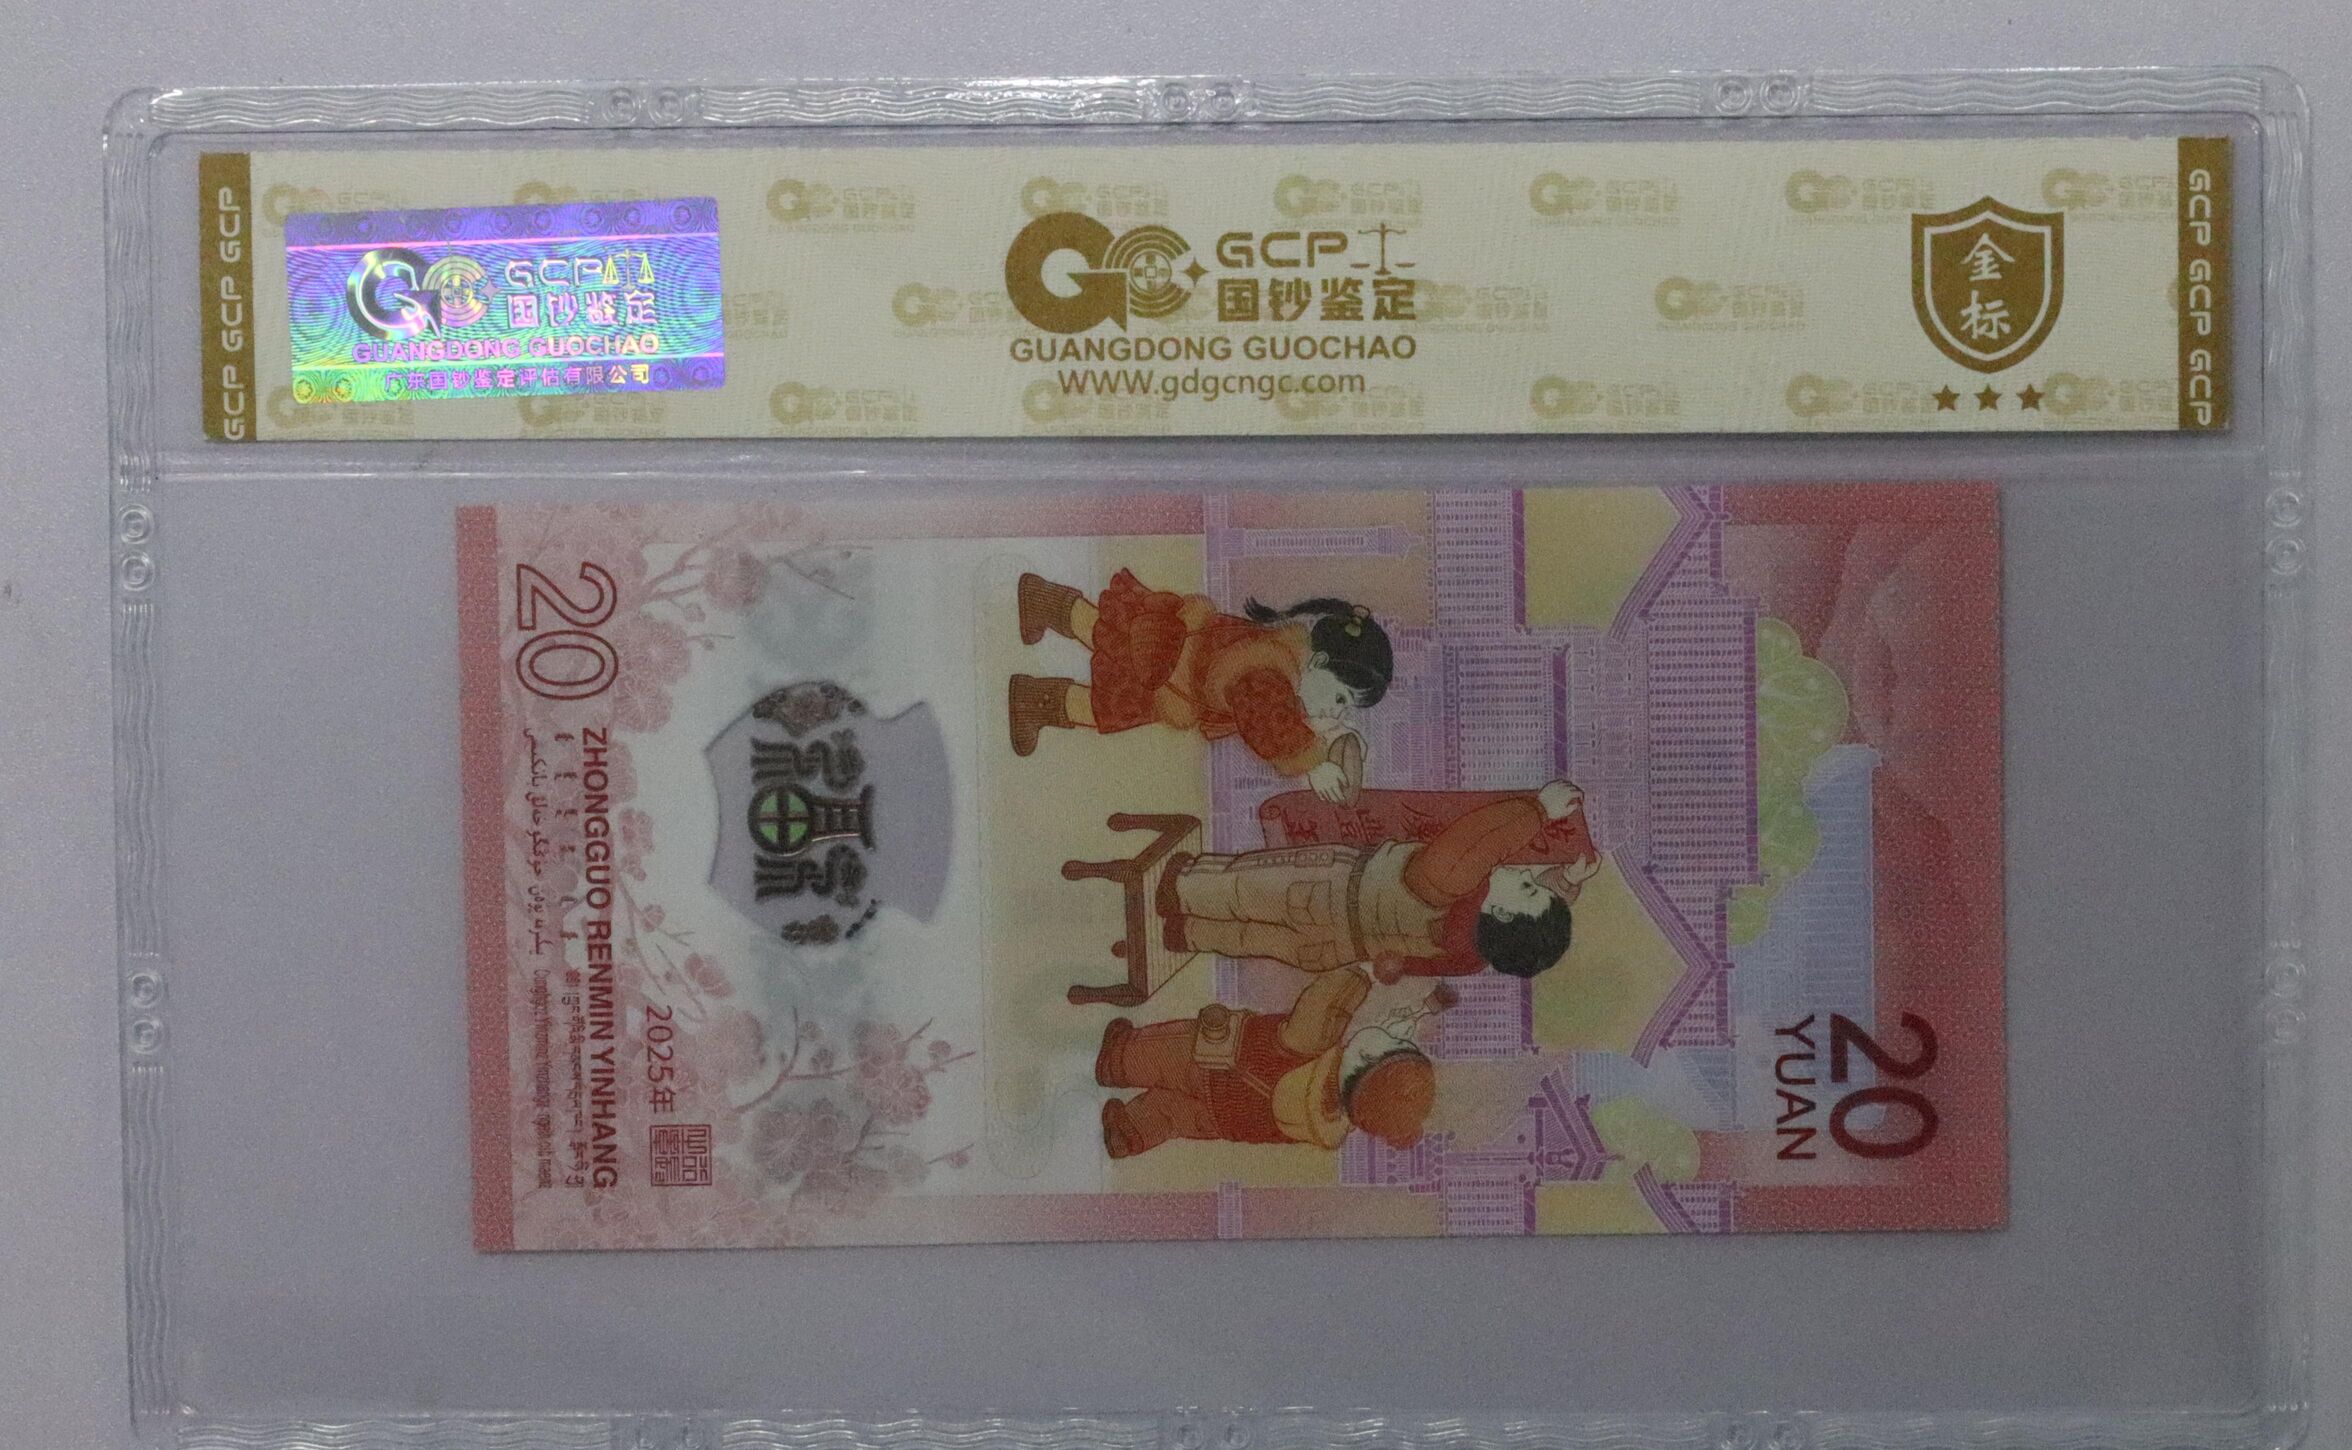 GCP GCP GCP
GCP
国钞鉴定
GUANGDONG GUOCHAO
广东国钞鉴定评估有限公司
GCP
国钞鉴定
GUANGDONG GUOCHAO
WWW.gdgcngc.com
金标
GCP GCP GCP
20
YUAN
20
ZHONGGUO RENMIN YINHANG
2025年